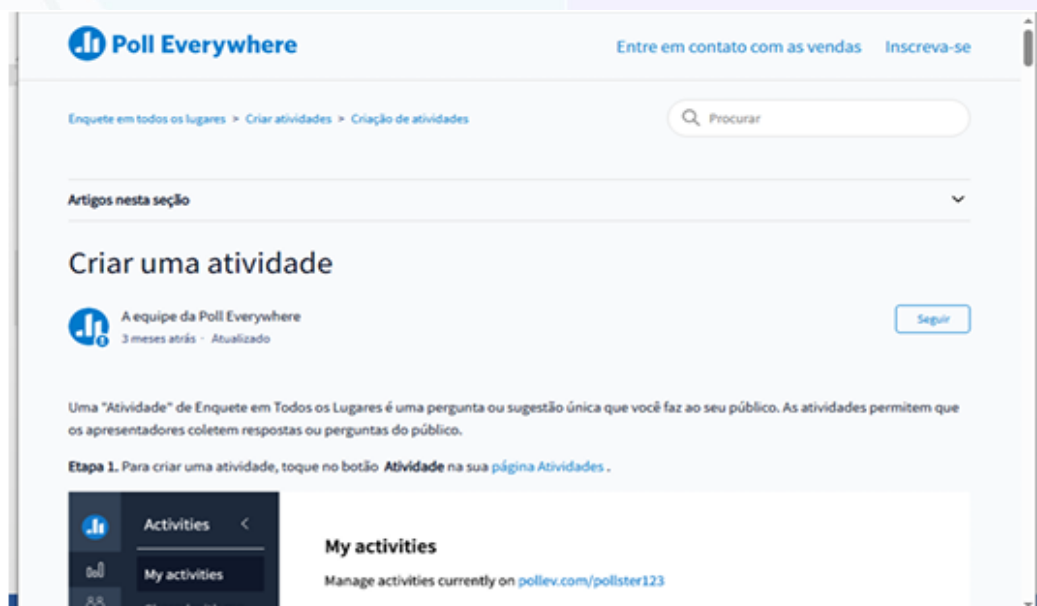 Poll Everywhere
Entre em contato com as vendas Inscreva-se
Enquete em todos os lugares > Criar atividades > Criação de atividades
Procurar
Artigos nesta seção
Criar uma atividade
A equipe da Poll Everywhere
3 meses atrás · Atualizado
Seguir
Uma "Atividade" de Enquete em Todos os Lugares é uma pergunta ou sugestão única que você faz ao seu público. As atividades permitem que
os apresentadores coletem respostas ou perguntas do público.
Etapa 1. Para criar uma atividade, toque no botão Atividade na sua página Atividades .
Activities
My activities
My activities
Manage activities currently on pollev.com/pollster123